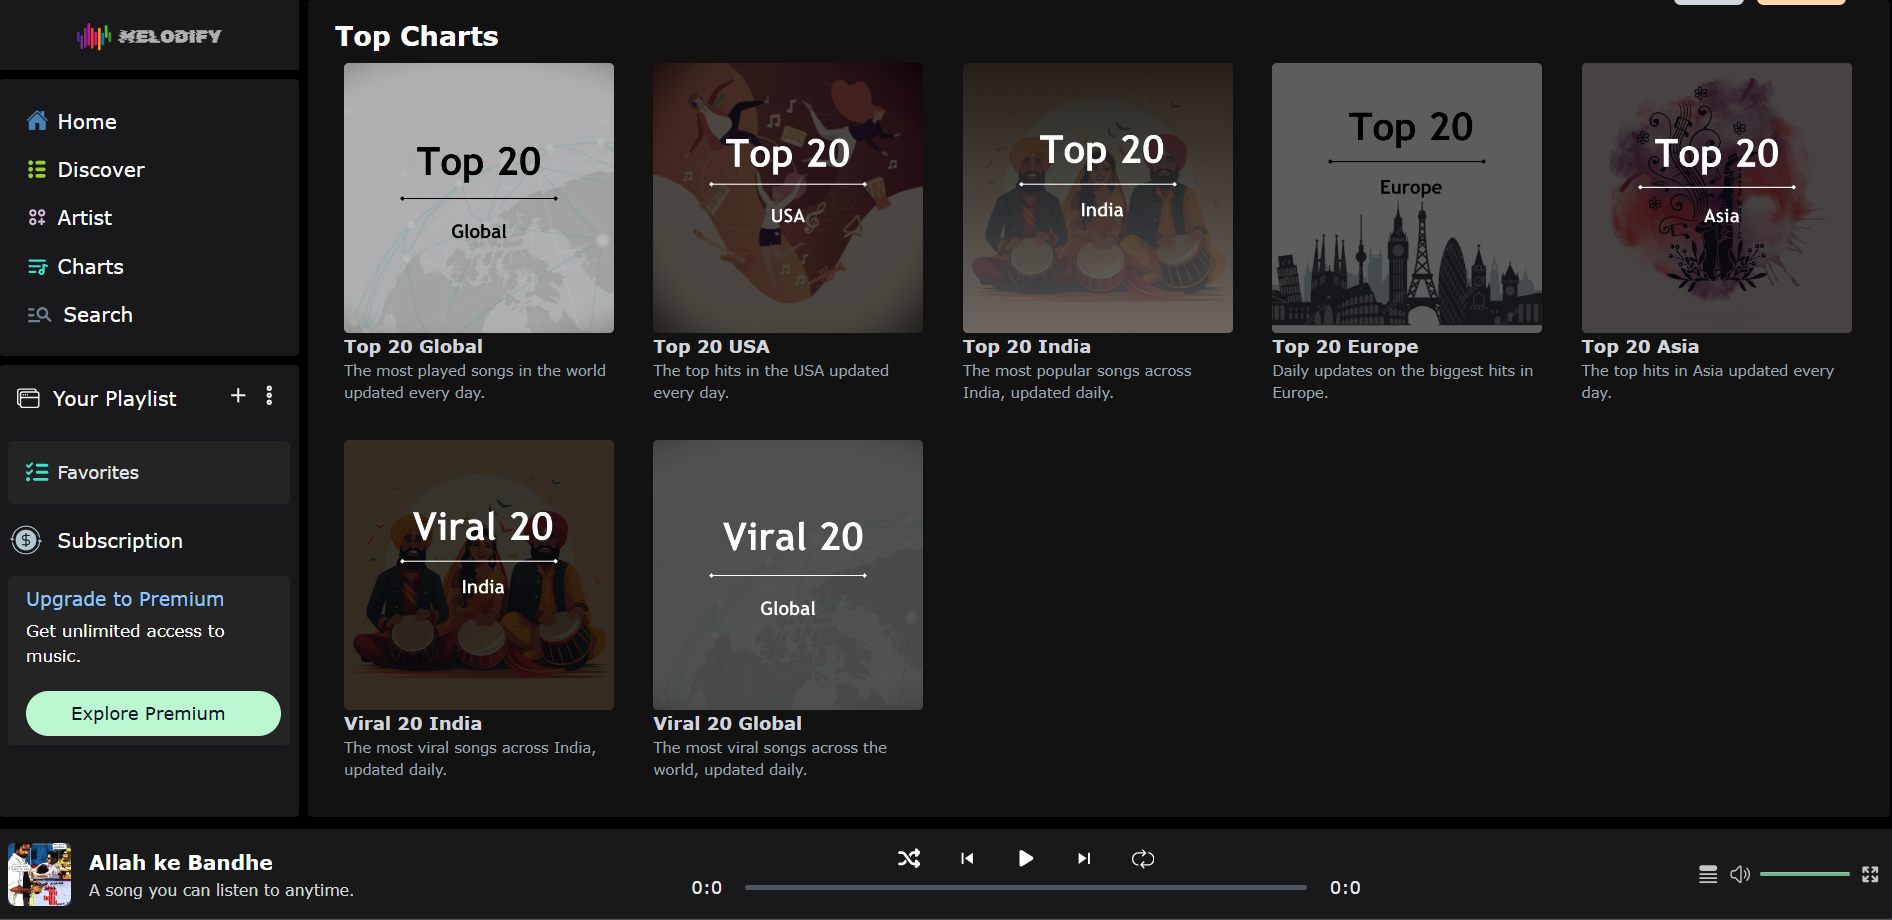 MELODIFY
Home
Discover
Artist
Charts
Search
Your Playlist
Favorites
Subscription
Upgrade to Premium
Get unlimited access to
music.
Explore Premium
Top Charts
Top 20
Global
Top 20 Global
The most played songs in the world
updated every day.
Top 20
USA
Top 20 USA
The top hits in the USA updated
every day.
Top 20
India
Top 20 India
The most popular songs across
India, updated daily.
Top 20
Europe
Top 20 Europe
Daily updates on the biggest hits in
Europe.
Top 20
Asia
Top 20 Asia
The top hits in Asia updated every
day.
Viral 20
India
Viral 20 India
The most viral songs across India,
updated daily.
Viral 20
Global
Viral 20 Global
The most viral songs across the
world, updated daily.
Allah ke Bandhe
A song you can listen to anytime.
0:0
0:0